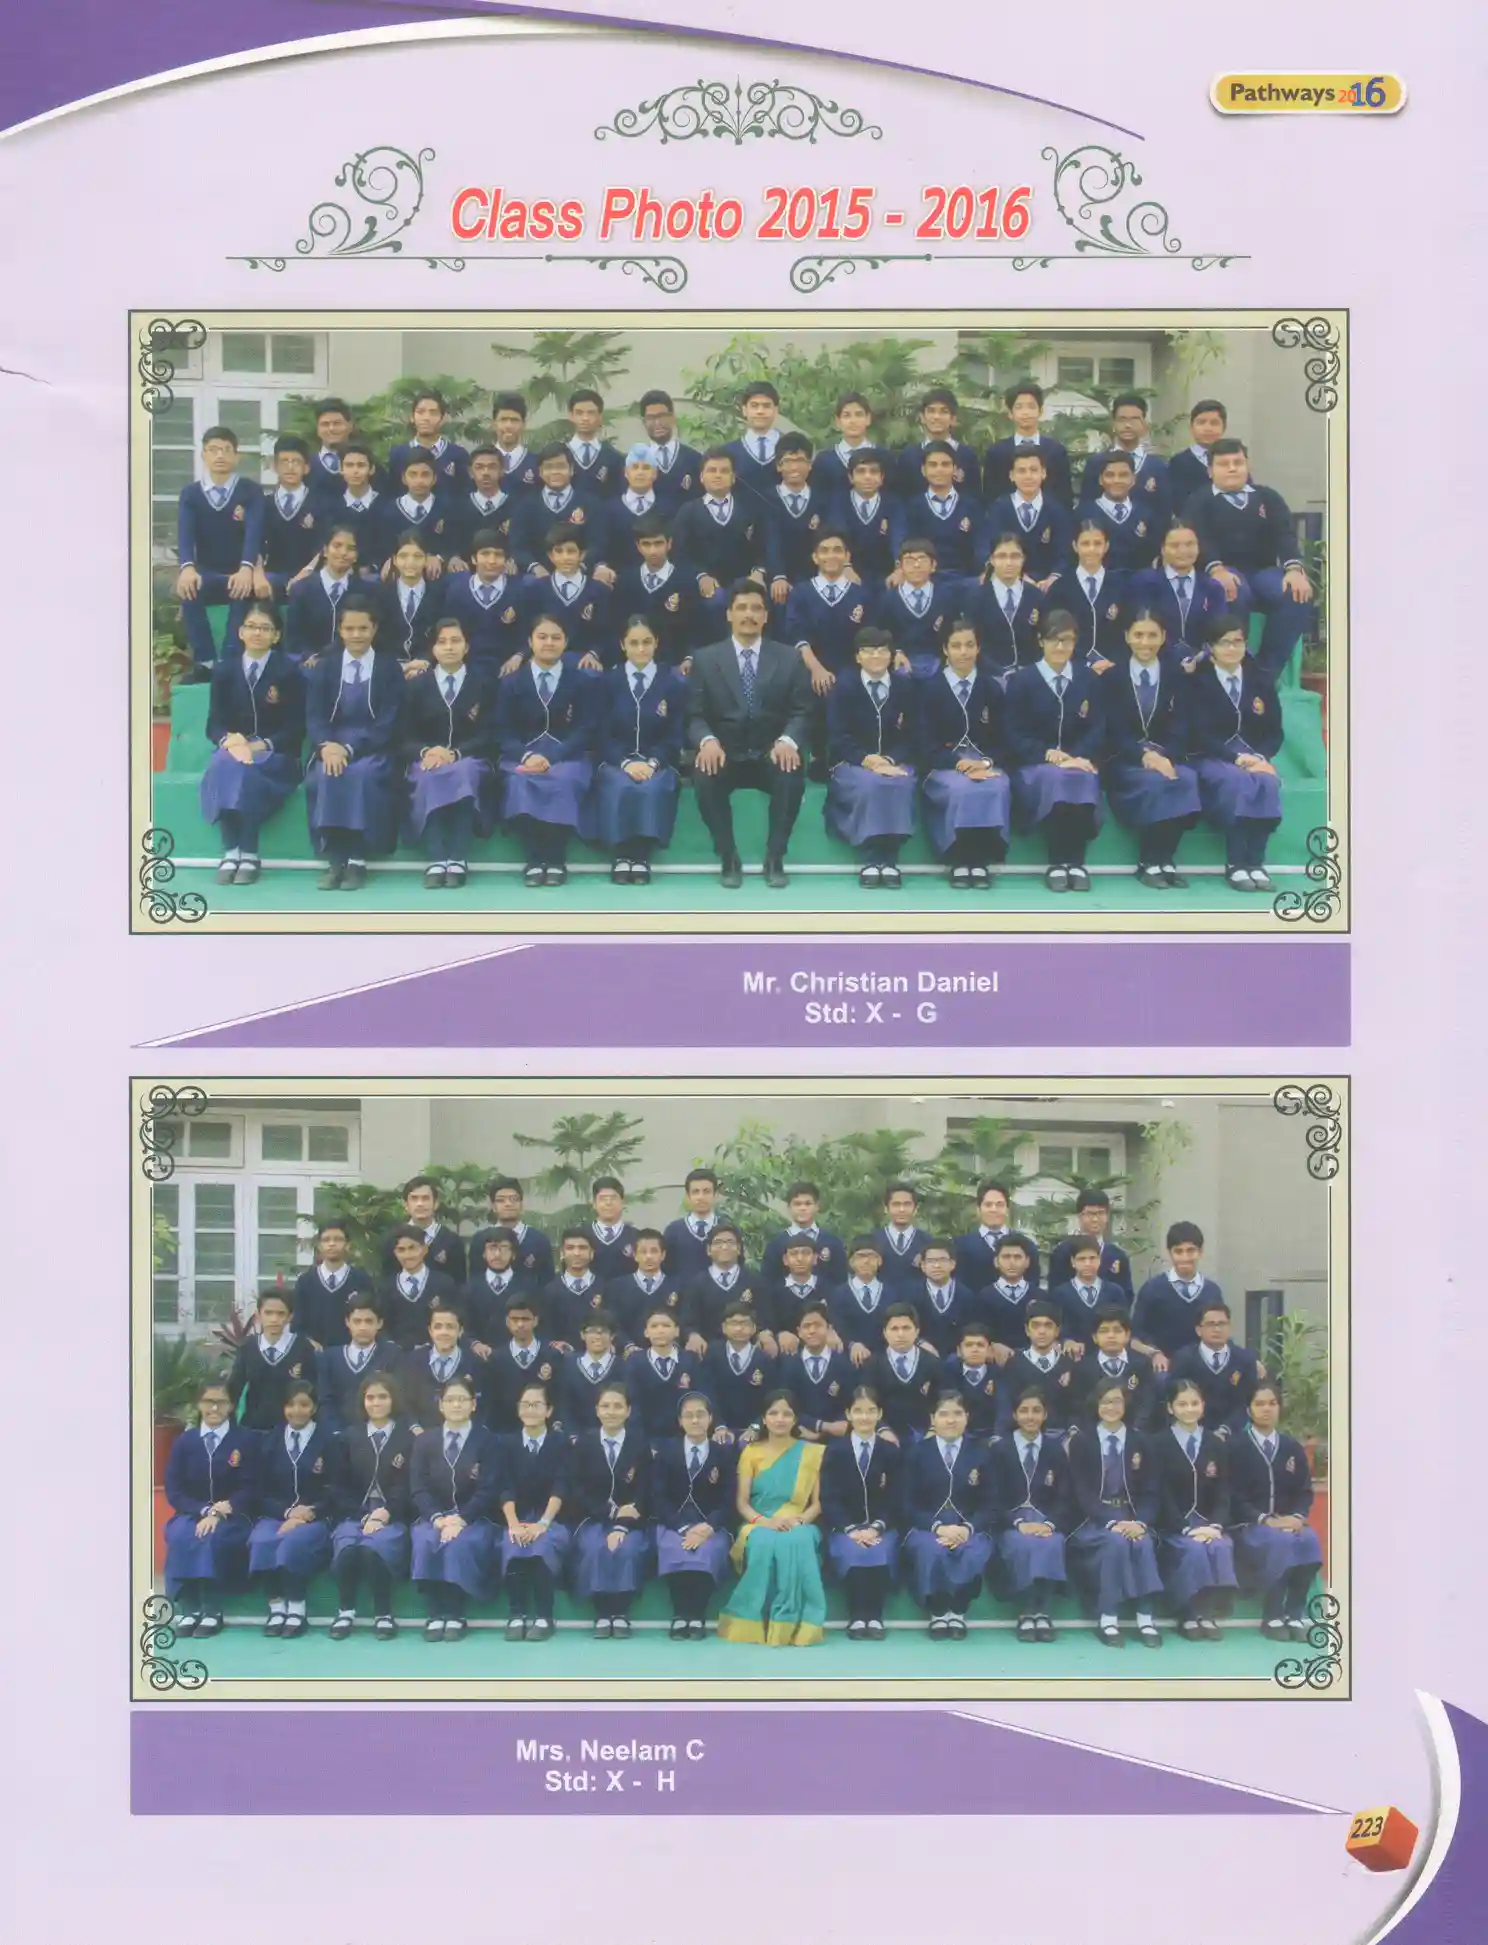 Pathways 2016
Class Photo 2015 - 2016
Mr. Christian Daniel
Std: X - G
Mrs. Neelam C
Std: X - H
223